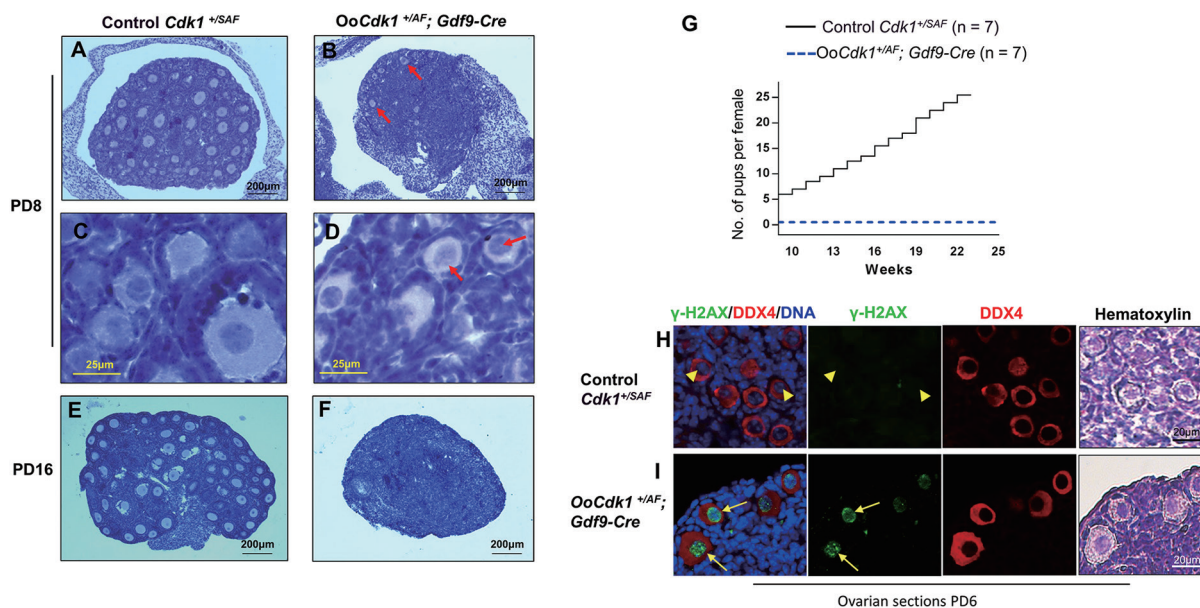 Control Cdk1 +/SAF
OoCdk1 +/AF; Gdf9-Cre
A
B
200µm
200µm
PD8
C
D
25µm
25µm
E
F
PD16
200µm
200µm
G
Control Cdk1+/SAF (n = 7)
OoCdk1+/AF; Gdf9-Cre (n = 7)
No. of pups per female
25
20
15
10
5
0
10 13 16 19 22 25
Weeks
γ-H2AX/DDX4/DNA γ-H2AX DDX4 Hematoxylin
H
Control
Cdk1+/SAF
20µm
I
OoCdk1 +/AF;
Gdf9-Cre
20µm
Ovarian sections PD6